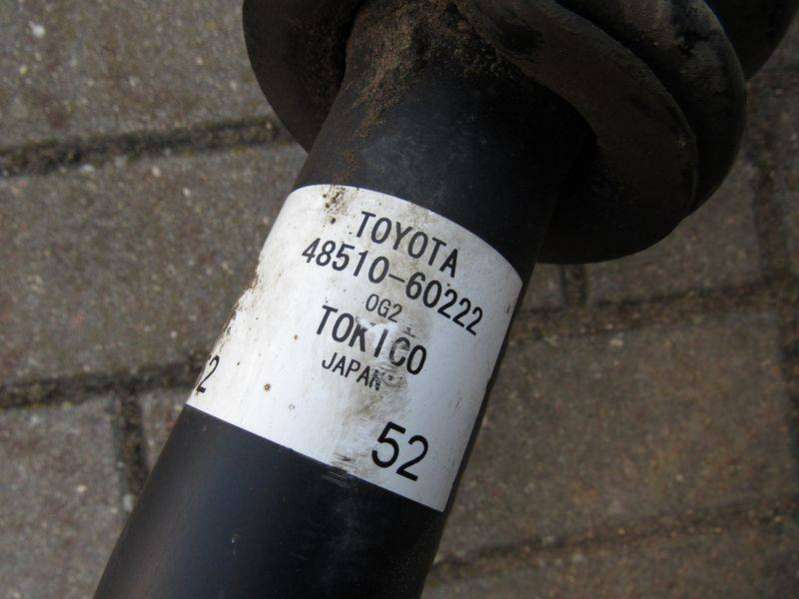 TOYOTA
48510-60222
0G2
TOKICO
JAPAN
52